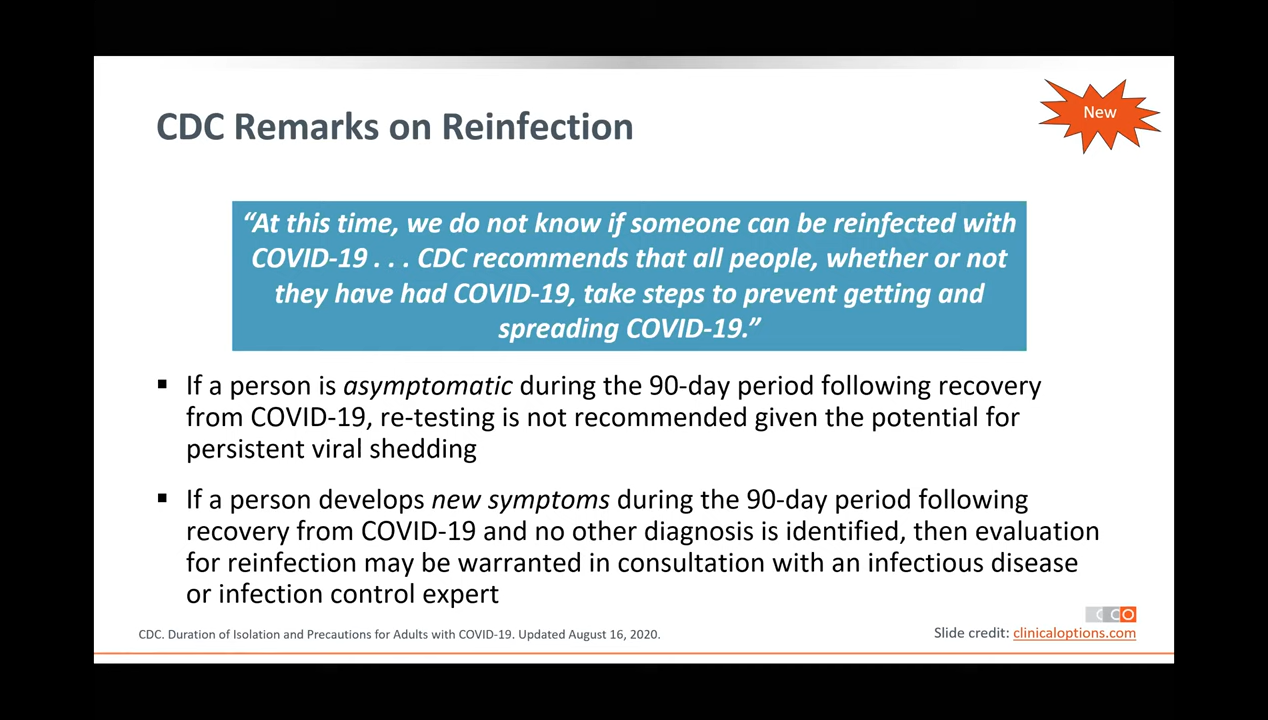 CDC Remarks on Reinfection
New
“At this time, we do not know if someone can be reinfected with
COVID-19 . . . CDC recommends that all people, whether or not
they have had COVID-19, take steps to prevent getting and
spreading COVID-19.”
▪ If a person is asymptomatic during the 90-day period following recovery
from COVID-19, re-testing is not recommended given the potential for
persistent viral shedding
▪ If a person develops new symptoms during the 90-day period following
recovery from COVID-19 and no other diagnosis is identified, then evaluation
for reinfection may be warranted in consultation with an infectious disease
or infection control expert
CCO
CDC. Duration of Isolation and Precautions for Adults with COVID-19. Updated August 16, 2020.
Slide credit: clinicaloptions.com